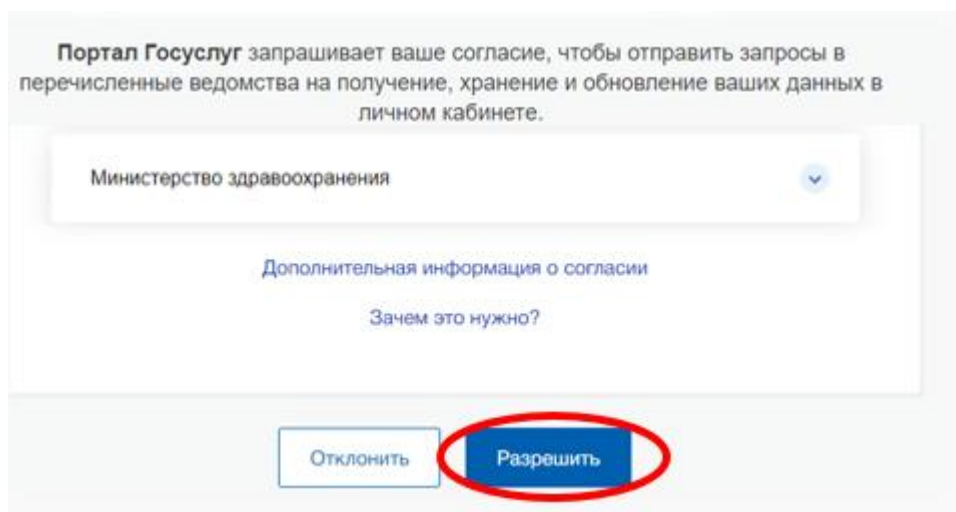 Портал Госуслуг запрашивает ваше согласие, чтобы отправить запросы в
перечисленные ведомства на получение, хранение и обновление ваших данных в
личном кабинете.
Министерство здравоохранения
Дополнительная информация о согласии
Зачем это нужно?
Отклонить
Разрешить